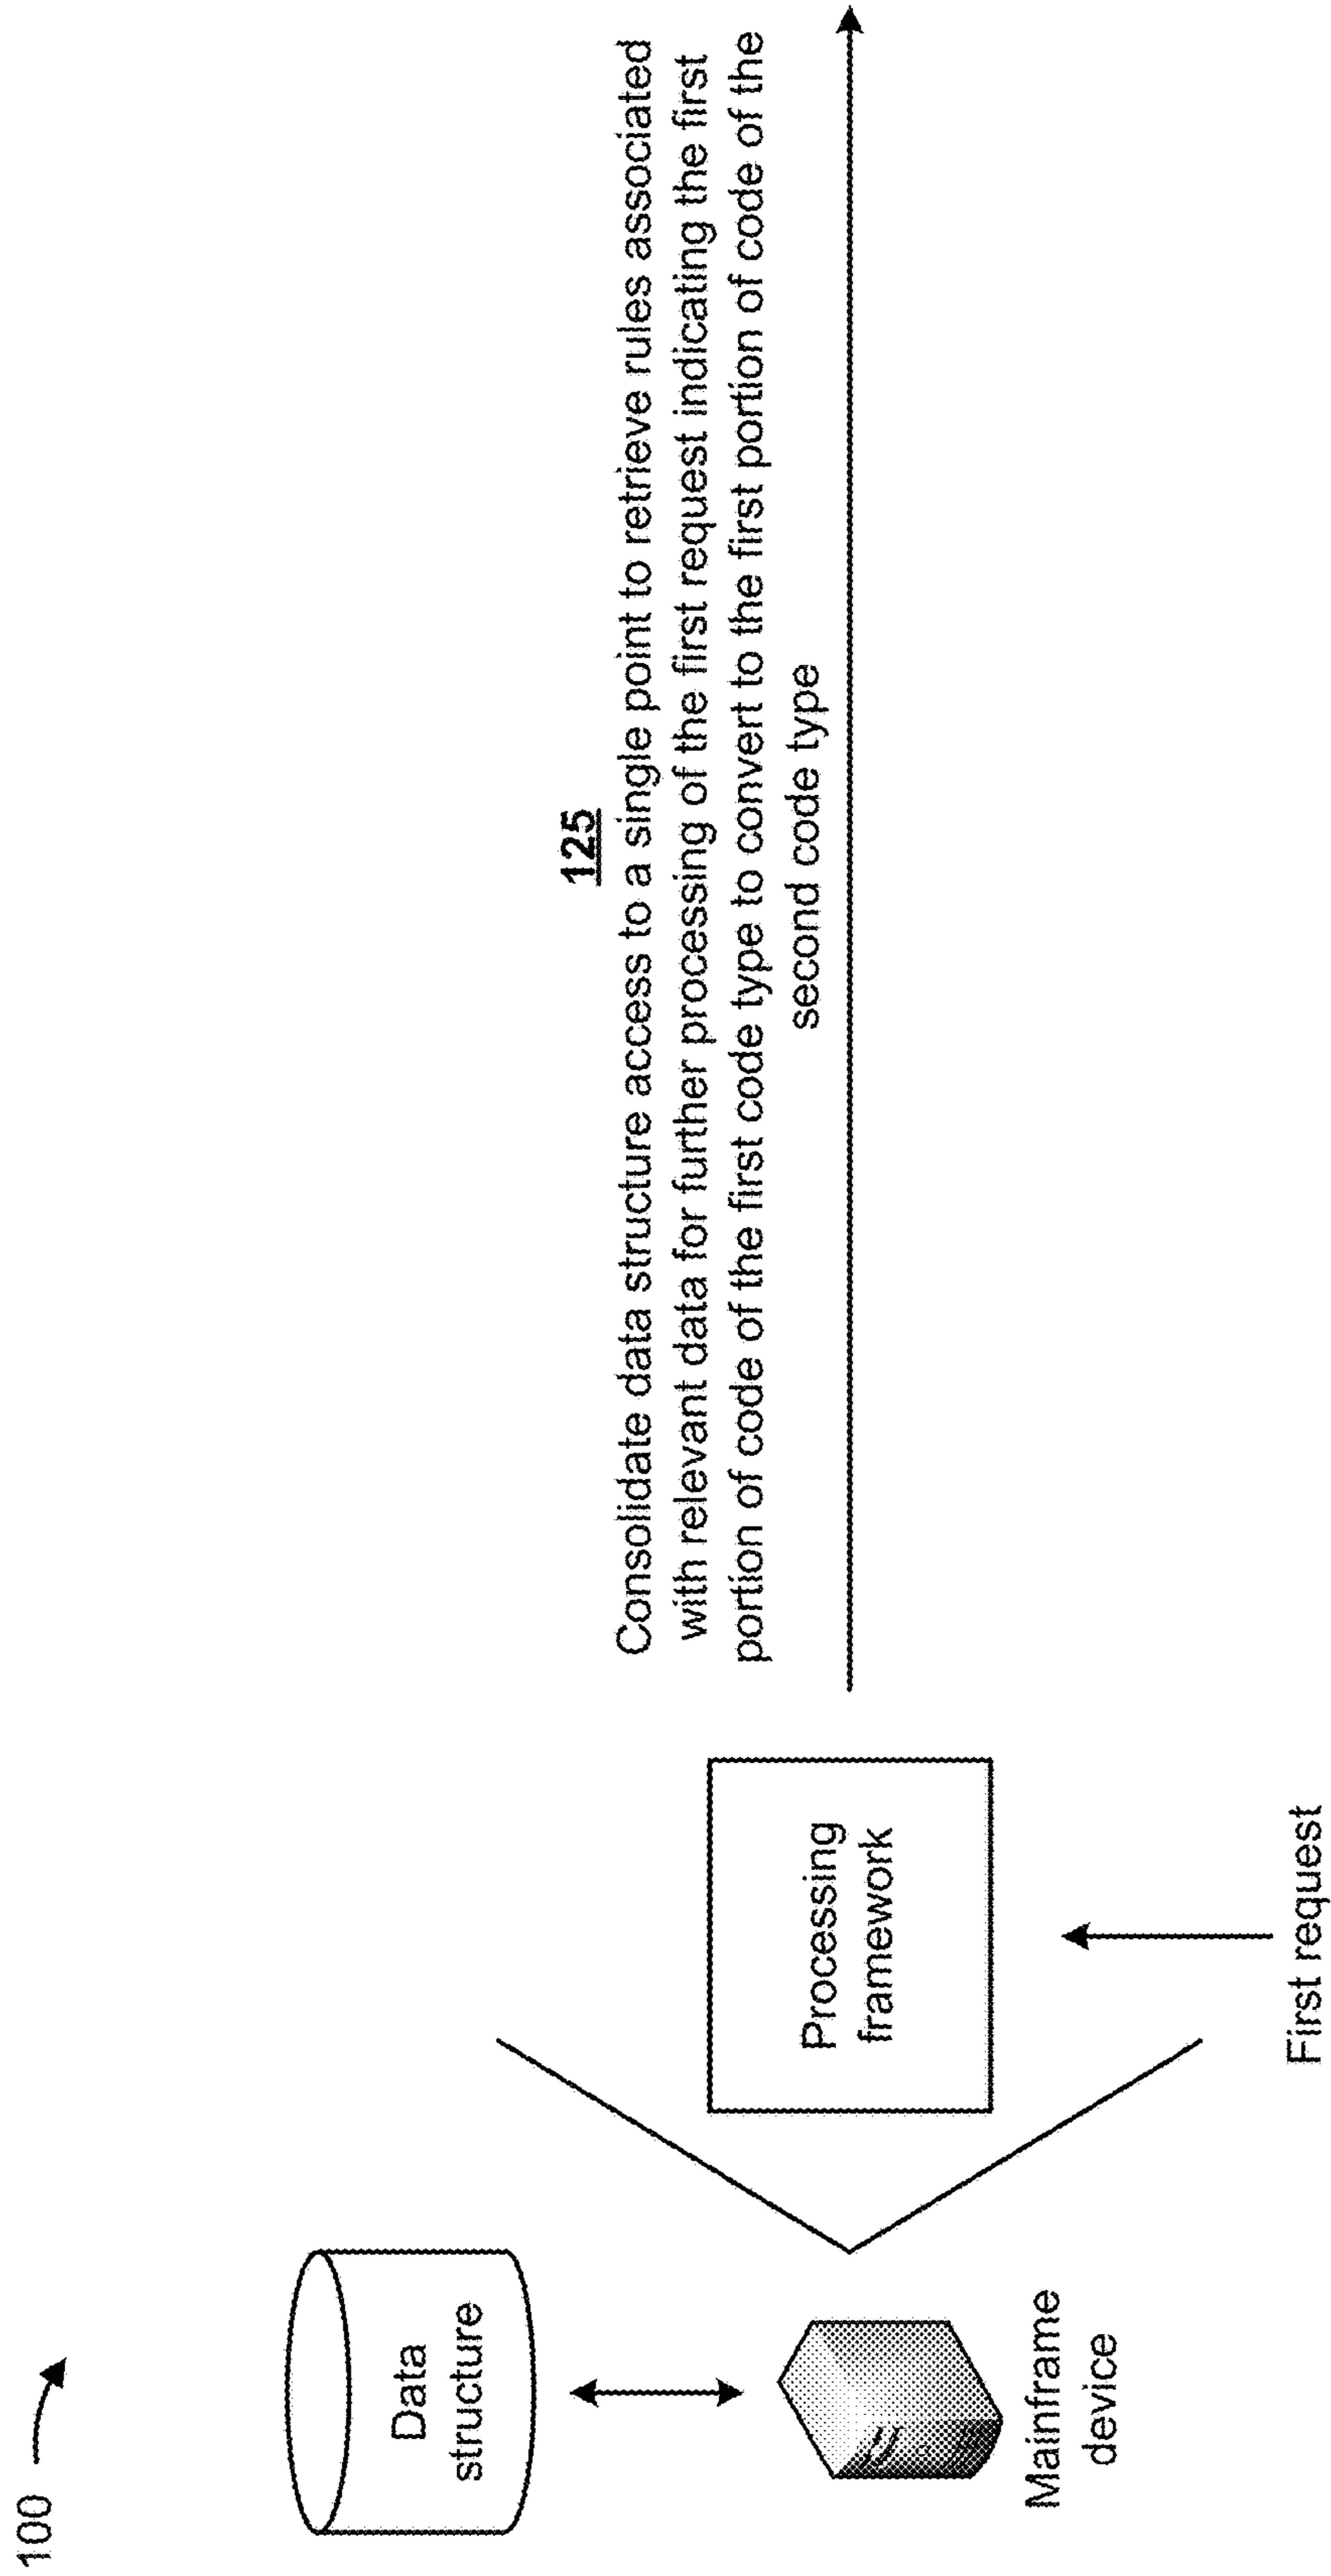 100
Data
structure
Mainframe
device
Processing
framework
First request
125
Consolidate data structure access to a single point to retrieve rules associated
with relevant data for further processing of the first request indicating the first
portion of code of the first code type to convert to the first portion of code of the
second code type